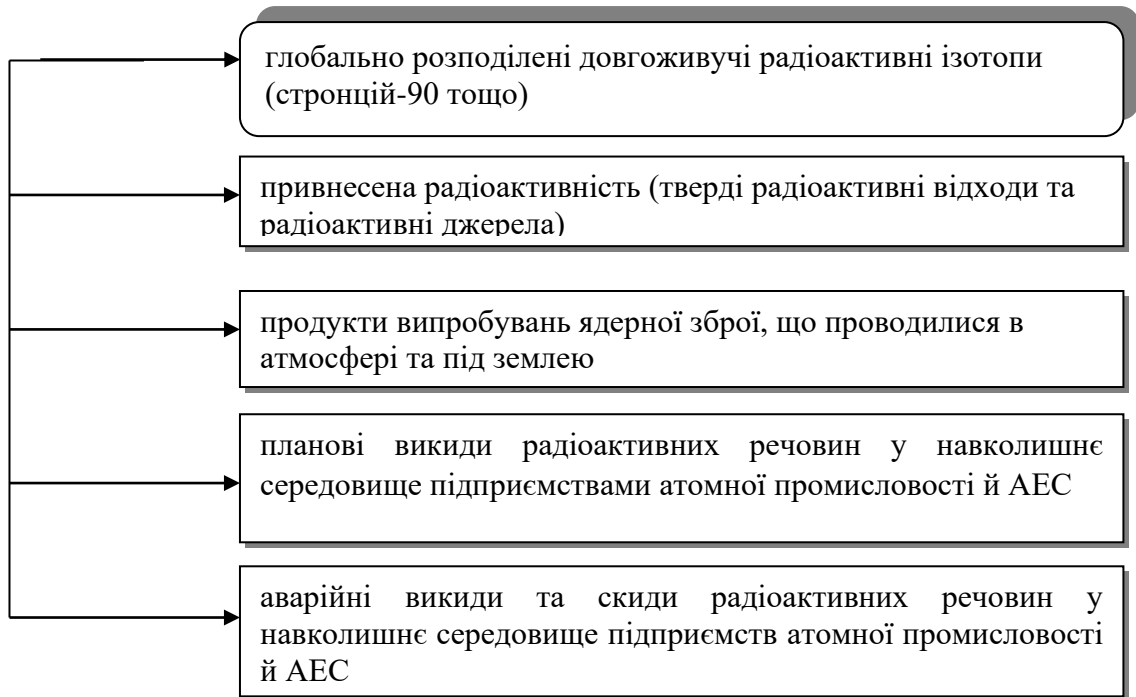 глобально розподілені довгоживучі радіоактивні ізотопи
(стронцій-90 тощо)
привнесена радіоактивність (тверді радіоактивні відходи та
радіоактивні джерела)
продукти випробувань ядерної зброї, що проводилися в
атмосфері та під землею
планові викиди радіоактивних речовин у навколишнє
середовище підприємствами атомної промисловості й АЕС
аварійні викиди та скиди радіоактивних речовин у
навколишнє середовище підприємств атомної промисловості
й АЕС